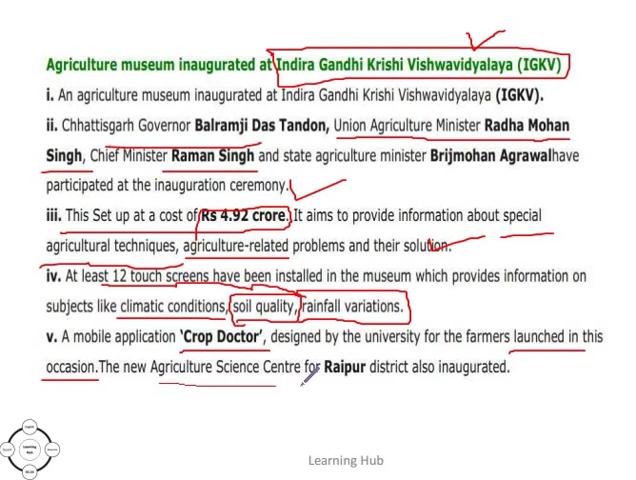 Agriculture museum inaugurated at Indira Gandhi Krishi Vishwavidyalaya (IGKV)
i. An agriculture museum inaugurated at Indira Gandhi Krishi Vishwavidyalaya (IGKV).
ii. Chhattisgarh Governor Balramji Das Tandon, Union Agriculture Minister Radha Mohan
Singh, Chief Minister Raman Singh and state agriculture minister Brijmohan Agrawalhave
participated at the inauguration ceremony.
iii. This Set up at a cost of Rs 4.92 crore. It aims to provide information about special
agricultural techniques, agriculture-related problems and their solution.
iv. At least 12 touch screens have been installed in the museum which provides information on
subjects like climatic conditions, soil quality, rainfall variations.
v. A mobile application ‘Crop Doctor’, designed by the university for the farmers launched in this
occasion.The new Agriculture Science Centre for Raipur district also inaugurated.
Learning
Hub
Learning Hub